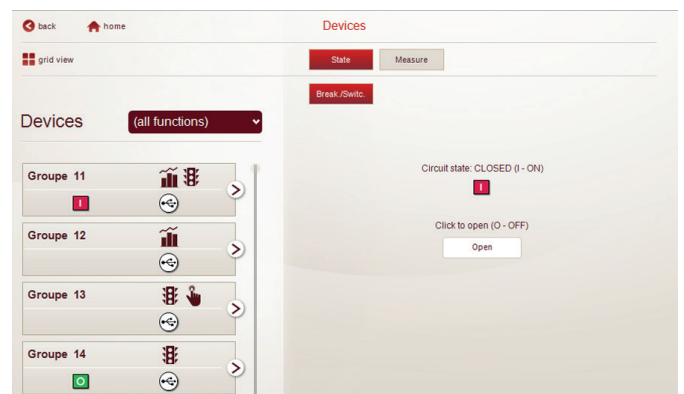 back home Devices
grid view State Measure
Break./Switc.
Devices (all functions)
Circuit state: CLOSED (I - ON)
I
Click to open (O - OFF)
Open
Groupe 11
I
Groupe 12
Groupe 13
Groupe 14
O